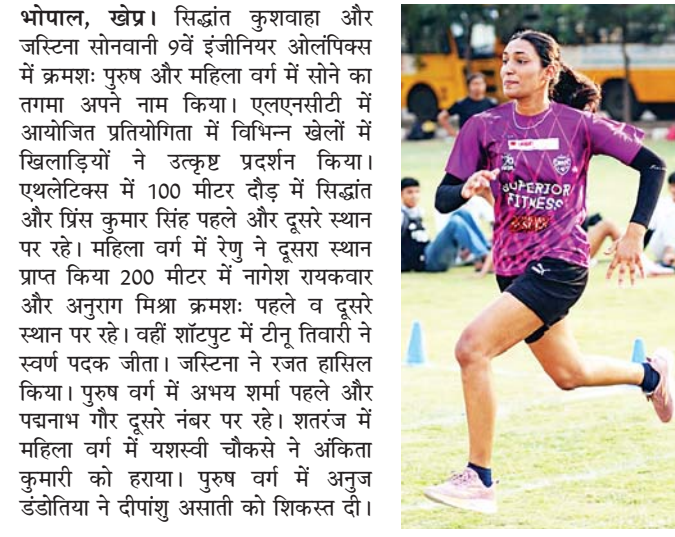 भोपाल, खेप्र। सिद्धांत कुशवाहा और
जस्टिना सोनवानी 9वें इंजीनियर ओलंपिक्स
में क्रमशः पुरुष और महिला वर्ग में सोने का
तगमा अपने नाम किया। एलएनसीटी में
आयोजित प्रतियोगिता में विभिन्न खेलों में
खिलाड़ियों ने उत्कृष्ट प्रदर्शन किया।
एथलेटिक्स में 100 मीटर दौड़ में सिद्धांत
और प्रिंस कुमार सिंह पहले और दूसरे स्थान
पर रहे। महिला वर्ग में रेणु ने दूसरा स्थान
प्राप्त किया 200 मीटर में नागेश रायकवार
और अनुराग मिश्रा क्रमशः पहले व दूसरे
स्थान पर रहे। वहीं शॉटपुट में टीनू तिवारी ने
स्वर्ण पदक जीता। जस्टिना ने रजत हासिल
किया। पुरुष वर्ग में अभय शर्मा पहले और
पद्मनाभ गौर दूसरे नंबर पर रहे। शतरंज में
महिला वर्ग में यशस्वी चौकसे ने अंकिता
कुमारी को हराया। पुरुष वर्ग में अनुज
डंडोतिया ने दीपांशु असाती को शिकस्त दी।
SUPERIOR
FITNESS